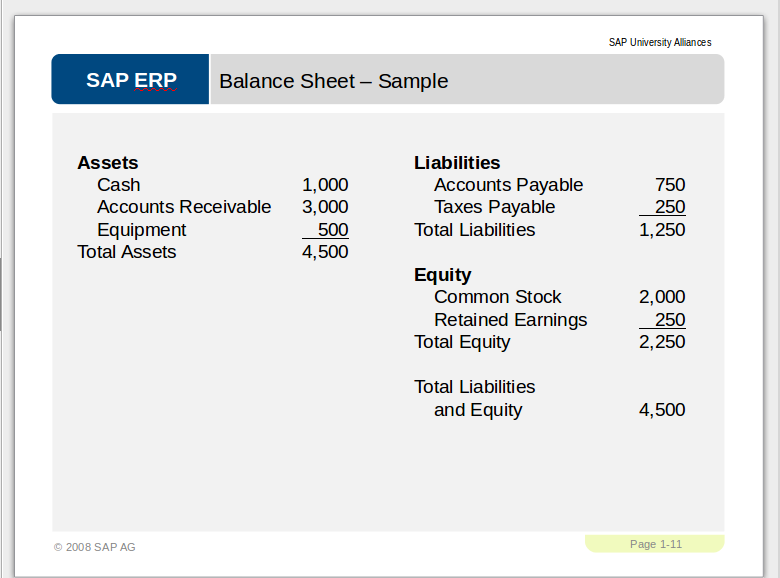 SAP University Alliances
SAP ERP
Balance Sheet – Sample
Assets
Cash 1,000
Accounts Receivable 3,000
Equipment 500
Total Assets 4,500
Liabilities
Accounts Payable 750
Taxes Payable 250
Total Liabilities 1,250
Equity
Common Stock 2,000
Retained Earnings 250
Total Equity 2,250
Total Liabilities
and Equity 4,500
© 2008 SAP AG
Page 1-11